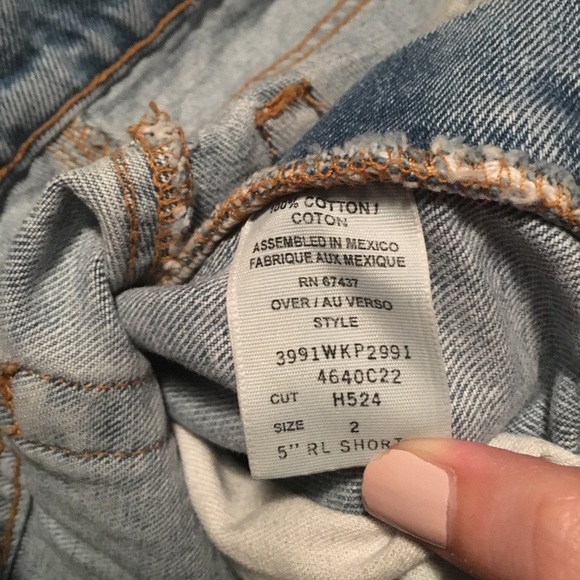 100% COTTON/
COTON
ASSEMBLED IN MEXICO
FABRIQUE AUX MEXIQUE
RN 67437
OVER / AU VERSO
STYLE
3991WKP2991
4640C22
CUT H524
SIZE 2
5" RL SHORT